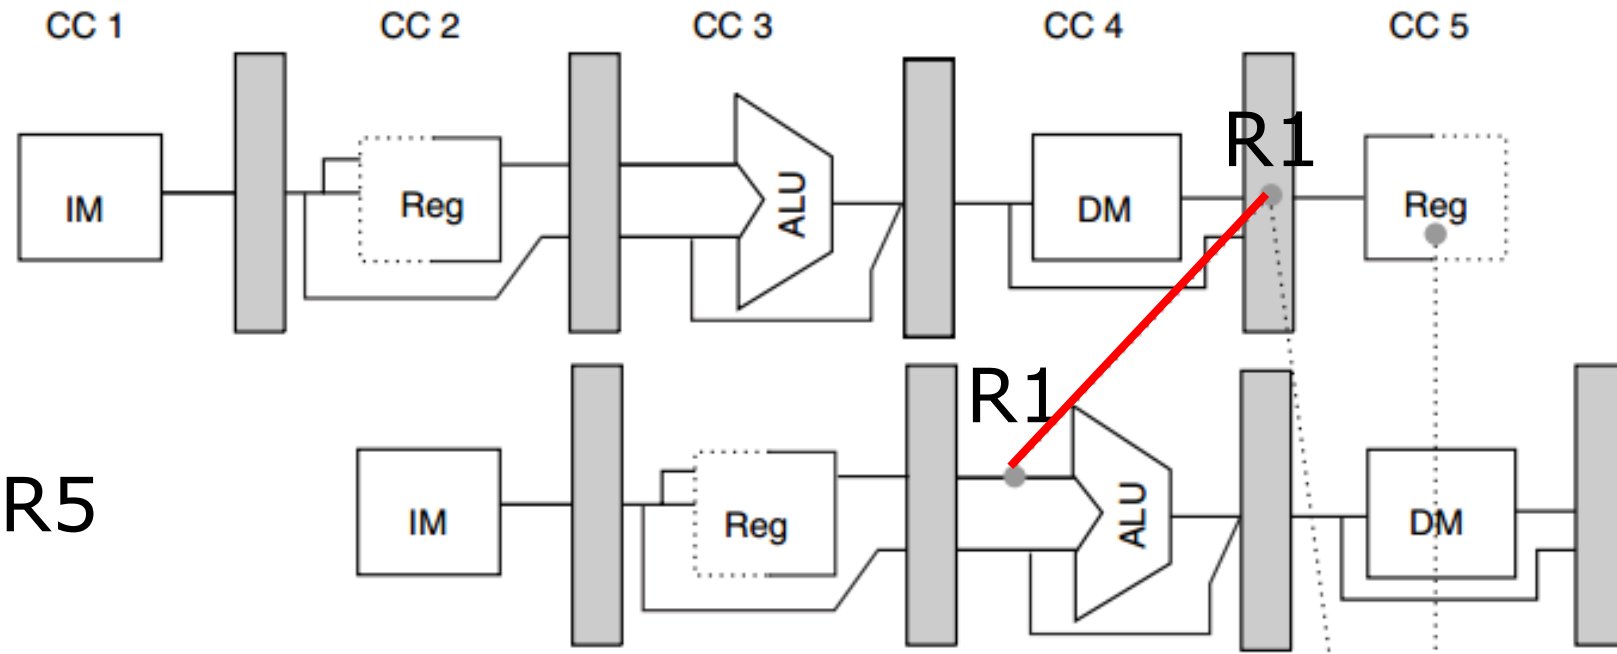 CC 1 CC 2 CC 3 CC 4 CC 5
R1
IM Reg ALU DM Reg
R1
R5 IM Reg ALU DM